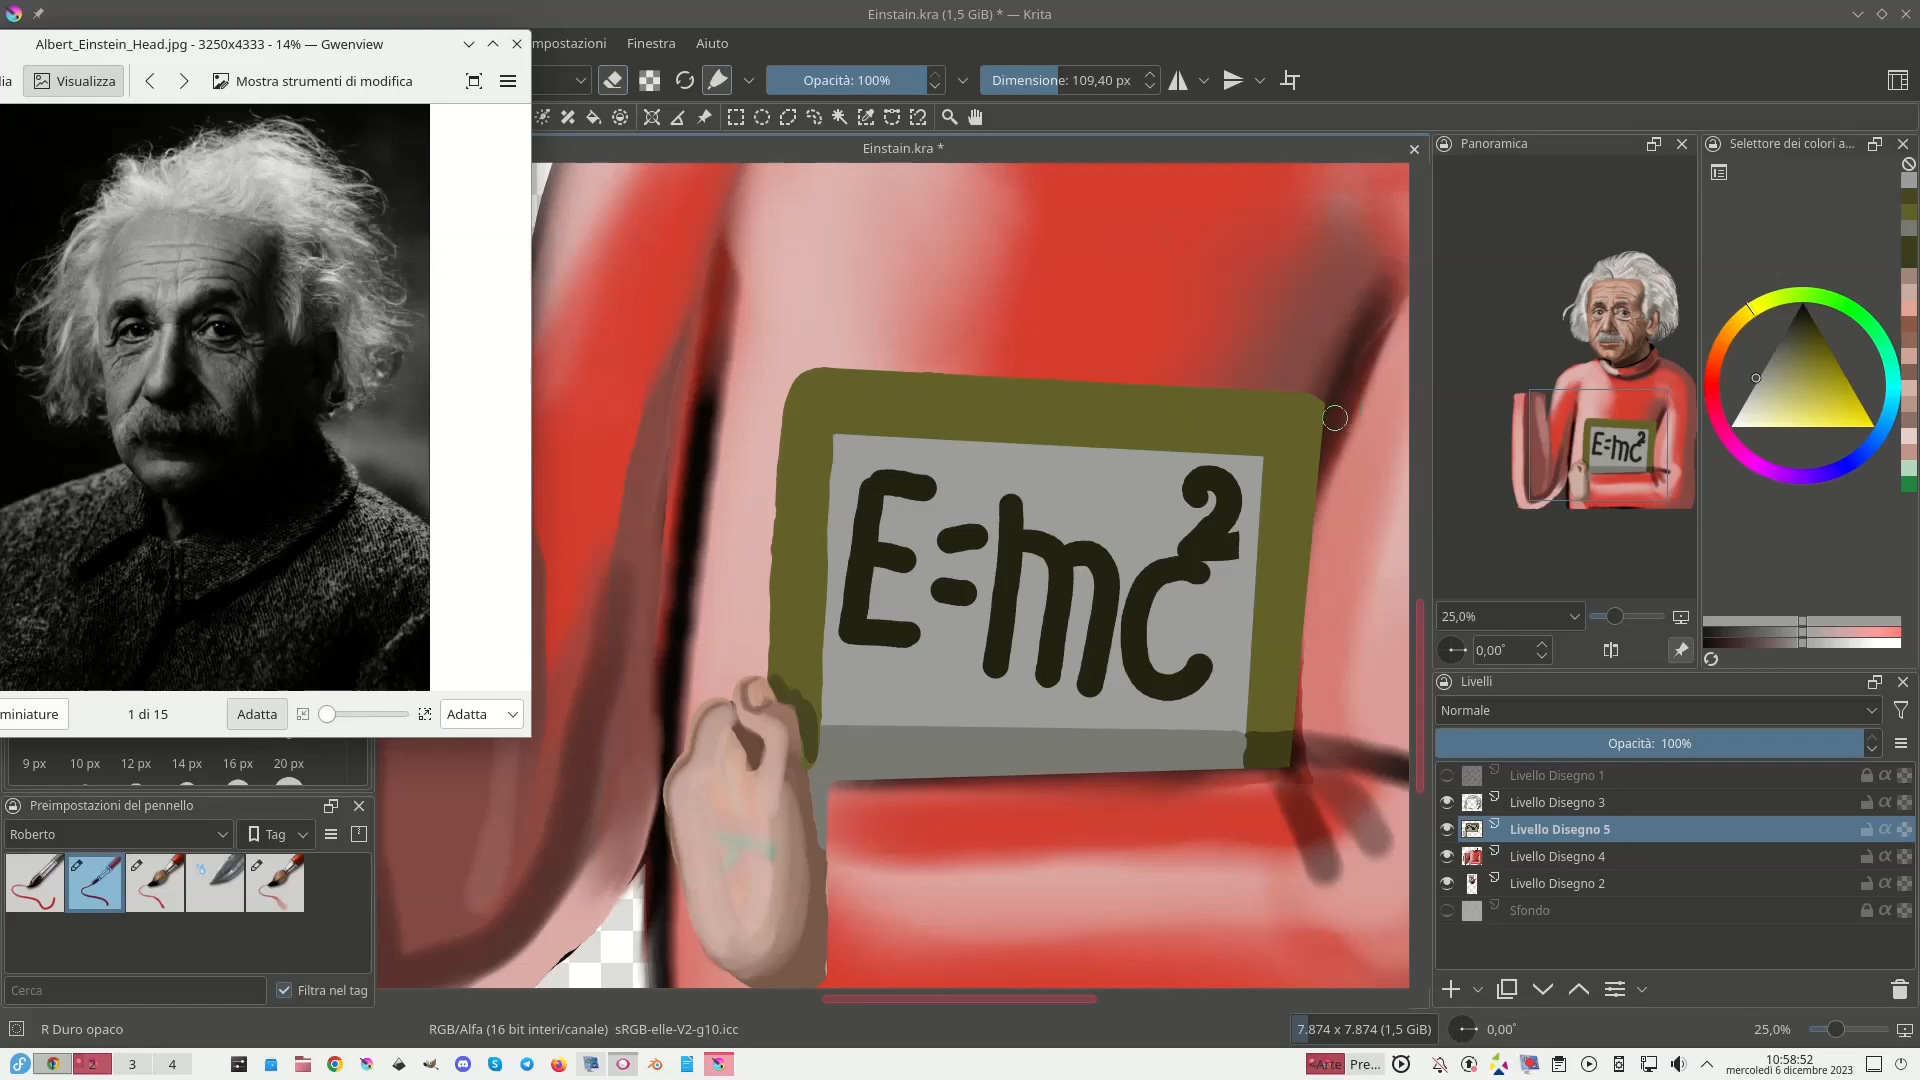 Einstain.kra (1,5 GiB) * — Krita
Albert_Einstein_Head.jpg - 3250x4333 - 14% — Gwenview
mpostazioni
Finestra
Aiuto
ia
Visualizza
Mostra strumenti di modifica
Opacità: 100%
Dimensione: 109,40 px
Einstain.kra *
Panoramica
Selettore dei colori a...
E=mc²
E=mc²
25,0%
0,00°
Livelli
Normale
Opacità: 100%
Livello Disegno 1
Livello Disegno 3
Livello Disegno 5
Livello Disegno 4
Livello Disegno 2
Sfondo
miniature
1 di 15
Adatta
Adatta
9 px
10 px
12 px
14 px
16 px
20 px
Preimpostazioni del pennello
Roberto
Tag
Cerca
Filtra nel tag
R Duro opaco
RGB/Alfa (16 bit interi/canale) sRGB-elle-V2-g10.icc
7.874 x 7.874 (1,5 GiB)
0,00°
25,0%
2
3
4
Arte
Pre...
10:58:52
mercoledì 6 dicembre 2023